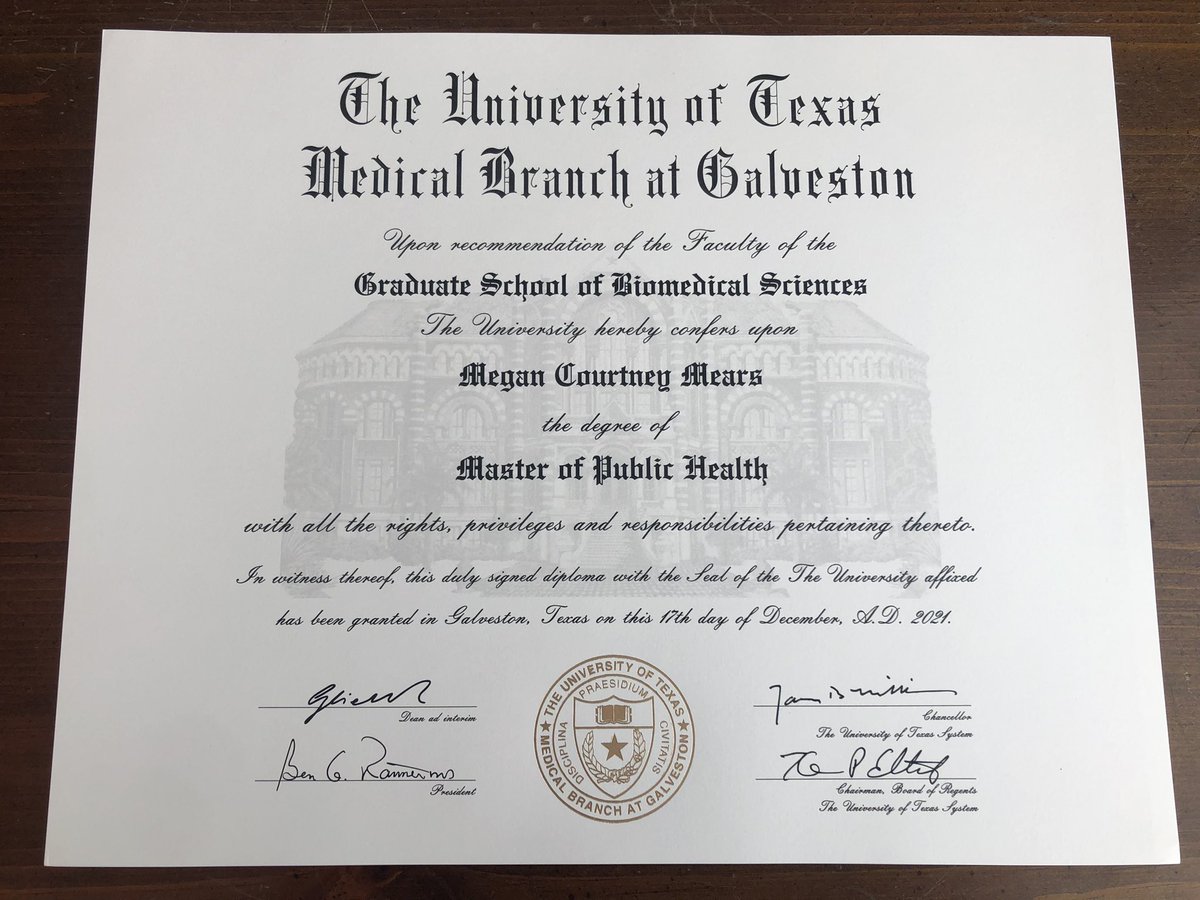 The University of Texas
Medical Branch at Galveston
Upon recommendation of the Faculty of the
Graduate School of Biomedical Sciences
The University hereby confers upon
Megan Courtney Mears
the degree of
Master of Public Health
with all the rights, privileges and responsibilities pertaining thereto.
In witness thereof, this duly signed diploma with the Seal of the The University affixed
has been granted in Galveston, Texas on this 17th day of December, A.D. 2021.
Dean ad interim
Ben G. Raimer
President
THE UNIVERSITY OF TEXAS
MEDICAL BRANCH AT GALVESTON
PRAESIDIUM
DISCIPLINA
CIVITATIS
Chancellor
The University of Texas System
Chairman, Board of Regents
The University of Texas System